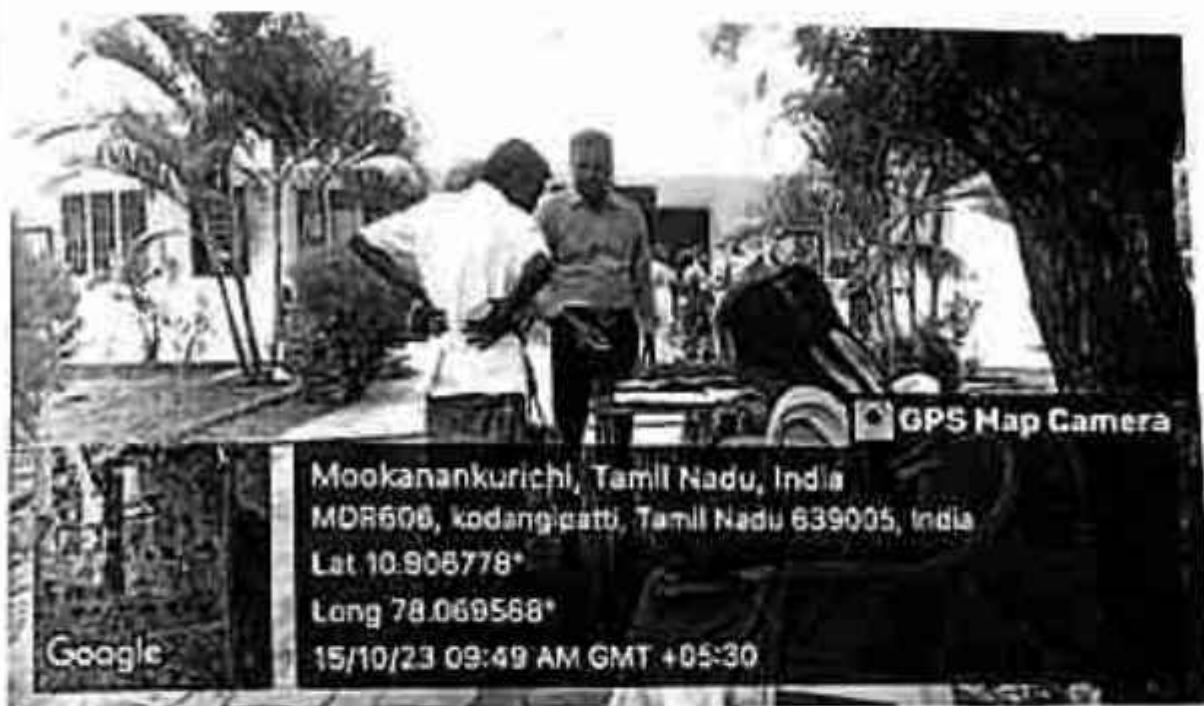 GPS Map Camera
Mookanankurichi, Tamil Nadu, India
MDR606, kodangipatti, Tamil Nadu 639005, India
Lat 10.906778°
Long 78.069568°
15/10/23 09:49 AM GMT +05:30
Google